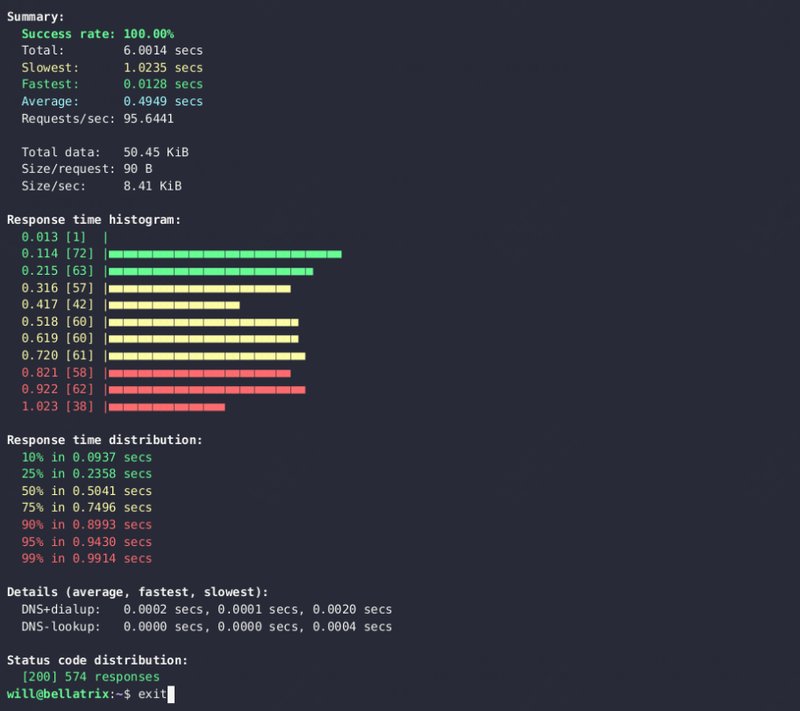 Summary:
  Success rate: 100.00%
  Total:        6.0014 secs
  Slowest:      1.0235 secs
  Fastest:      0.0128 secs
  Average:      0.4949 secs
  Requests/sec: 95.6441
  Total data:   50.45 KiB
  Size/request: 90 B
  Size/sec:     8.41 KiB
Response time histogram:
  0.013 [1]  |
  0.114 [72] |■■■■■■■■■■■■■■■■■■■■■■■■■■■■■■■■
  0.215 [63] |■■■■■■■■■■■■■■■■■■■■■■■■■■■■
  0.316 [57] |■■■■■■■■■■■■■■■■■■■■■■■■■
  0.417 [42] |■■■■■■■■■■■■■■■■■■
  0.518 [60] |■■■■■■■■■■■■■■■■■■■■■■■■■■
  0.619 [60] |■■■■■■■■■■■■■■■■■■■■■■■■■■
  0.720 [61] |■■■■■■■■■■■■■■■■■■■■■■■■■■■
  0.821 [58] |■■■■■■■■■■■■■■■■■■■■■■■■■
  0.922 [62] |■■■■■■■■■■■■■■■■■■■■■■■■■■■
  1.023 [38] |■■■■■■■■■■■■■■■■
Response time distribution:
  10% in 0.0937 secs
  25% in 0.2358 secs
  50% in 0.5041 secs
  75% in 0.7496 secs
  90% in 0.8993 secs
  95% in 0.9430 secs
  99% in 0.9914 secs
Details (average, fastest, slowest):
  DNS+dialup:   0.0002 secs, 0.0001 secs, 0.0020 secs
  DNS-lookup:   0.0000 secs, 0.0000 secs, 0.0004 secs
Status code distribution:
  [200] 574 responses
will@bellatrix:~$ exit